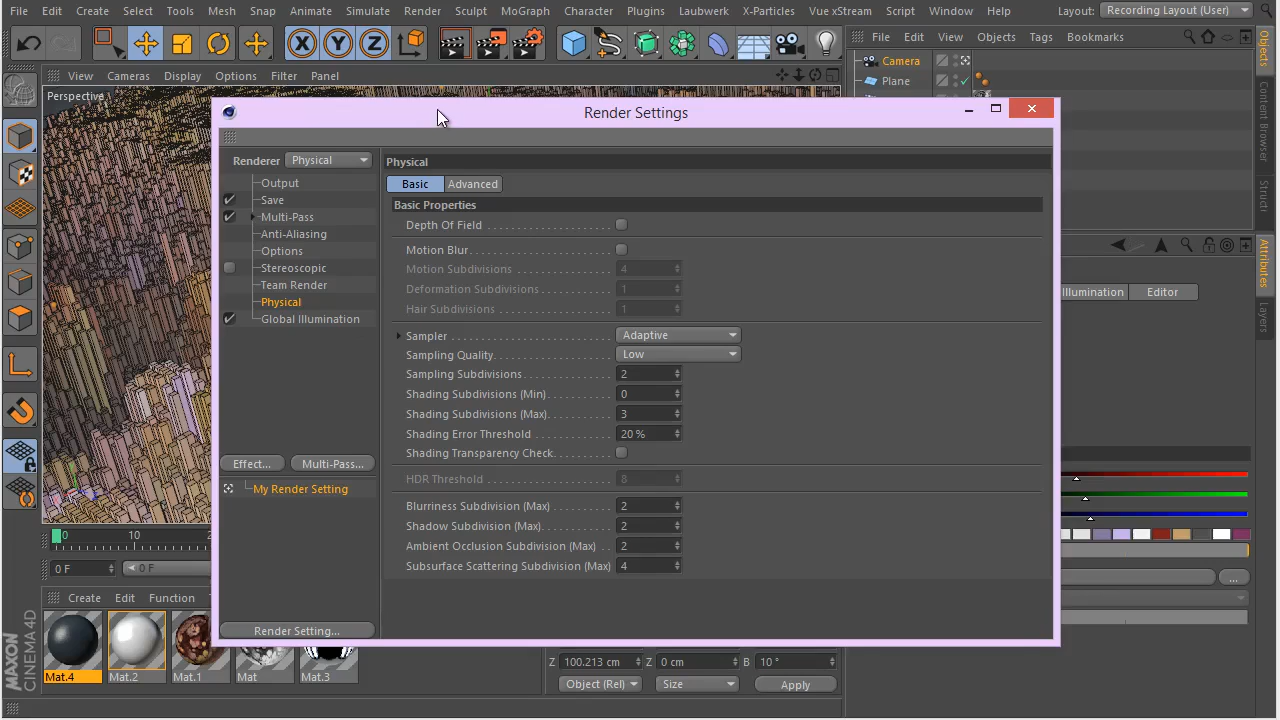 File Edit Create Select Tools Mesh Snap Animate Simulate Render Sculpt MoGraph Character Plugins Laubwerk X-Particles Vue xStream Script Window Help Layout: Recording Layout (User)
File Edit View Objects Tags Bookmarks
View Cameras Display Options Filter Panel
Perspective
Camera
Plane
Objects
Content Browser
Structure
Attributes
Layers
Render Settings
Renderer Physical
Output
Save
Multi-Pass
Anti-Aliasing
Options
Stereoscopic
Team Render
Physical
Global Illumination
Effect... Multi-Pass...
My Render Setting
Render Setting...
Physical
Basic Advanced
Basic Properties
Depth Of Field
Motion Blur
Motion Subdivisions 4
Deformation Subdivisions 1
Hair Subdivisions 1
Sampler Adaptive
Sampling Quality Low
Sampling Subdivisions 2
Shading Subdivisions (Min) 0
Shading Subdivisions (Max) 3
Shading Error Threshold 20 %
Shading Transparency Check
HDR Threshold 8
Blurriness Subdivision (Max) 2
Shadow Subdivision (Max) 2
Ambient Occlusion Subdivision (Max) 2
Subsurface Scattering Subdivision (Max) 4
Illumination Editor
...
0 10
0 F 0 F
Create Edit Function
Mat.4 Mat.2 Mat.1 Mat Mat.3
Z 100.213 cm Z 0 cm B 10 °
Object (Rel) Size Apply
MAXON
CINEMA 4D